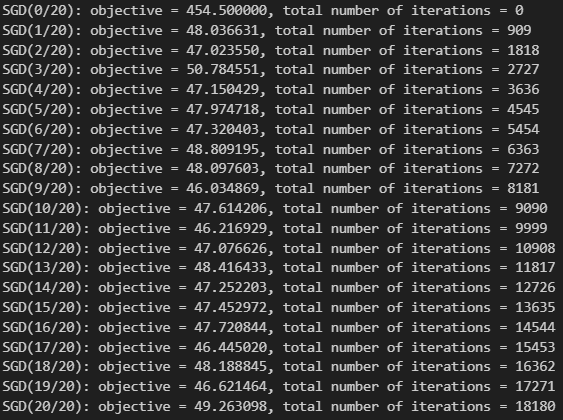 SGD(0/20): objective = 454.500000, total number of iterations = 0
SGD(1/20): objective = 48.036631, total number of iterations = 909
SGD(2/20): objective = 47.023550, total number of iterations = 1818
SGD(3/20): objective = 50.784551, total number of iterations = 2727
SGD(4/20): objective = 47.150429, total number of iterations = 3636
SGD(5/20): objective = 47.974718, total number of iterations = 4545
SGD(6/20): objective = 47.320403, total number of iterations = 5454
SGD(7/20): objective = 48.809195, total number of iterations = 6363
SGD(8/20): objective = 48.097603, total number of iterations = 7272
SGD(9/20): objective = 46.034869, total number of iterations = 8181
SGD(10/20): objective = 47.614206, total number of iterations = 9090
SGD(11/20): objective = 46.216929, total number of iterations = 9999
SGD(12/20): objective = 47.076626, total number of iterations = 10908
SGD(13/20): objective = 48.416433, total number of iterations = 11817
SGD(14/20): objective = 47.252203, total number of iterations = 12726
SGD(15/20): objective = 47.452972, total number of iterations = 13635
SGD(16/20): objective = 47.720844, total number of iterations = 14544
SGD(17/20): objective = 46.445020, total number of iterations = 15453
SGD(18/20): objective = 48.188845, total number of iterations = 16362
SGD(19/20): objective = 46.621464, total number of iterations = 17271
SGD(20/20): objective = 49.263098, total number of iterations = 18180